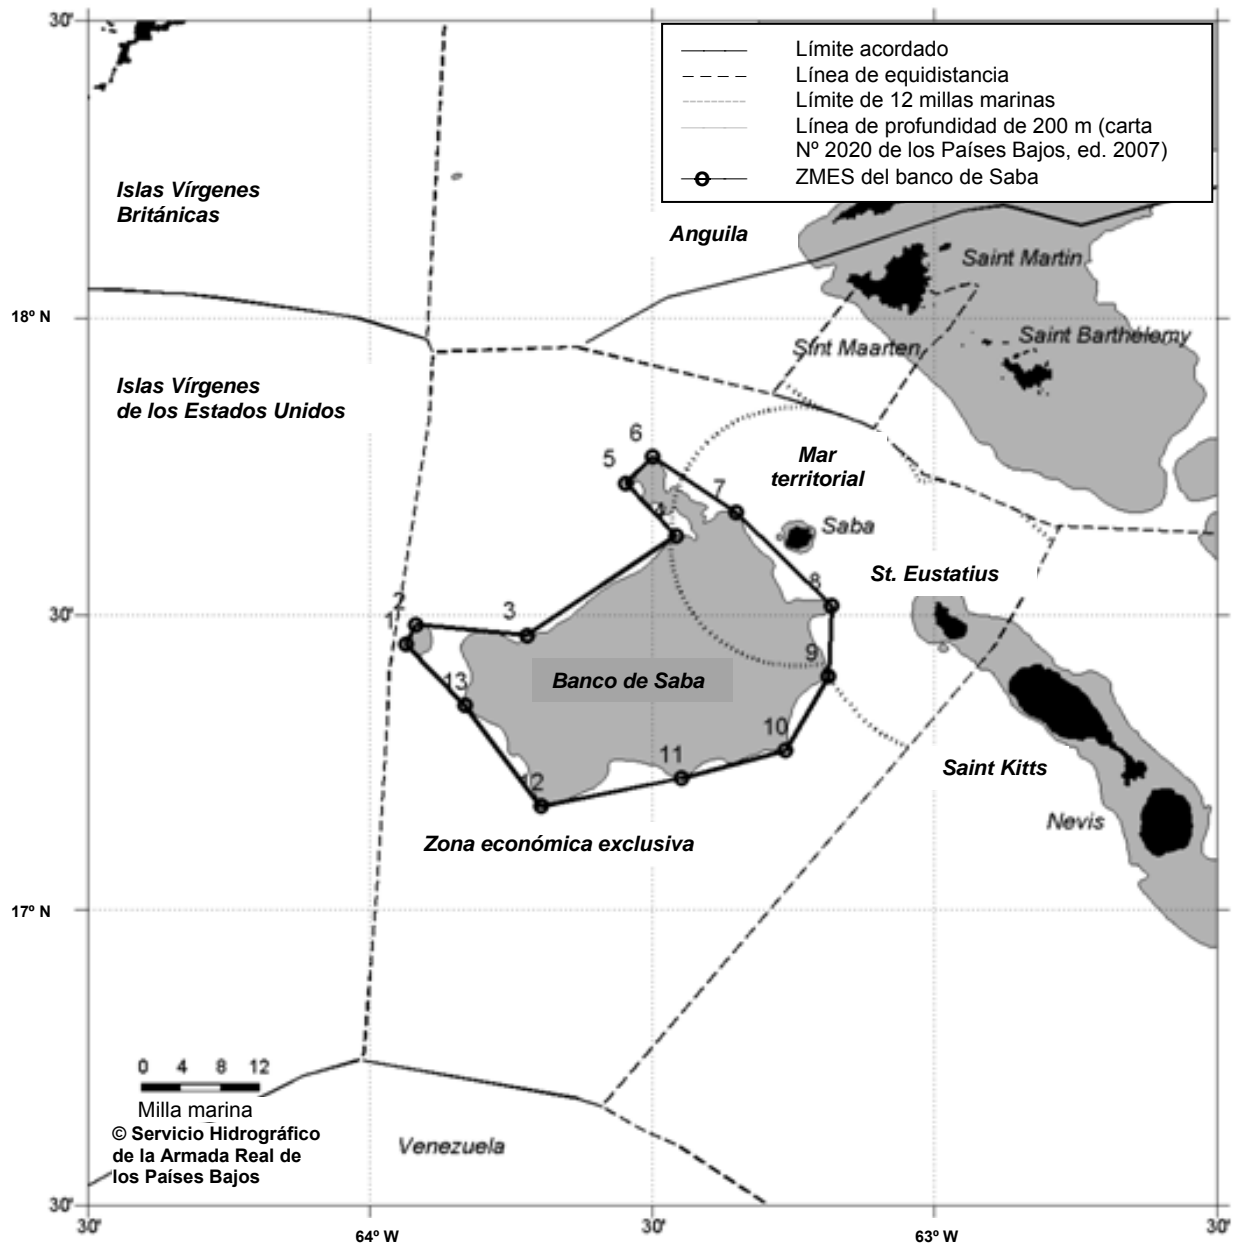 30'
Límite acordado
Línea de equidistancia
Límite de 12 millas marinas
Línea de profundidad de 200 m (carta
Nº 2020 de los Países Bajos, ed. 2007)
ZMES del banco de Saba
Islas Vírgenes
Británicas
Anguila
Saint Martin
18º N
Sint Maarten
Saint Barthélemy
Islas Vírgenes
de los Estados Unidos
6
5
Mar
territorial
7
4
Saba
St. Eustatius
8
30'
2
1
3
9
13
Banco de Saba
10
11
12
Saint Kitts
Nevis
Zona económica exclusiva
17º N
0 4 8 12
Milla marina
© Servicio Hidrográfico
de la Armada Real de
los Países Bajos
Venezuela
30'
30' 64º W 30' 63º W 30'